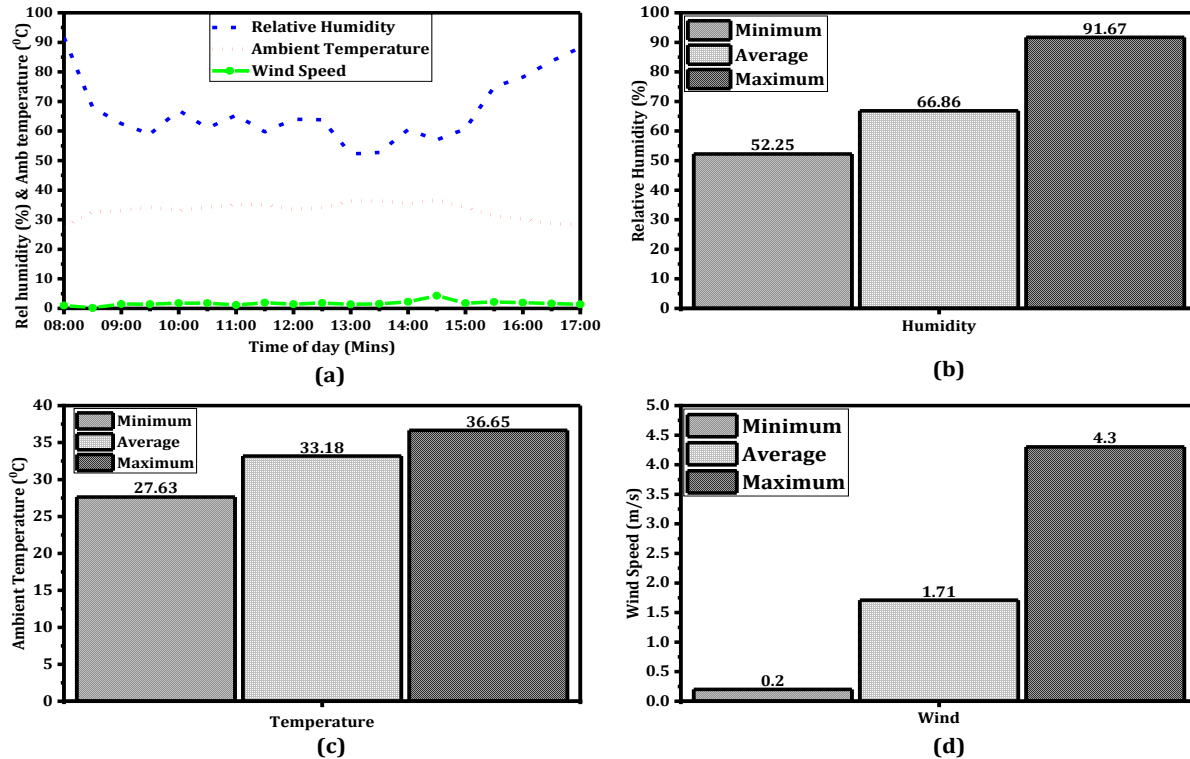 Relative Humidity
Ambient Temperature
Wind Speed
Rel humidity (%) & Amb temperature (⁰C)
100
90
80
70
60
50
40
30
20
10
0
08:00 09:00 10:00 11:00 12:00 13:00 14:00 15:00 16:00 17:00
Time of day (Mins)
(a)
Minimum
Average
Maximum
Relative Humidity (%)
100
90
80
70
60
50
40
30
20
10
0
52.25
66.86
91.67
Humidity
(b)
Minimum
Average
Maximum
Ambient Temperature (⁰C)
40
35
30
25
20
15
10
5
0
27.63
33.18
36.65
Temperature
(c)
Minimum
Average
Maximum
Wind Speed (m/s)
5.0
4.5
4.0
3.5
3.0
2.5
2.0
1.5
1.0
0.5
0.0
0.2
1.71
4.3
Wind
(d)